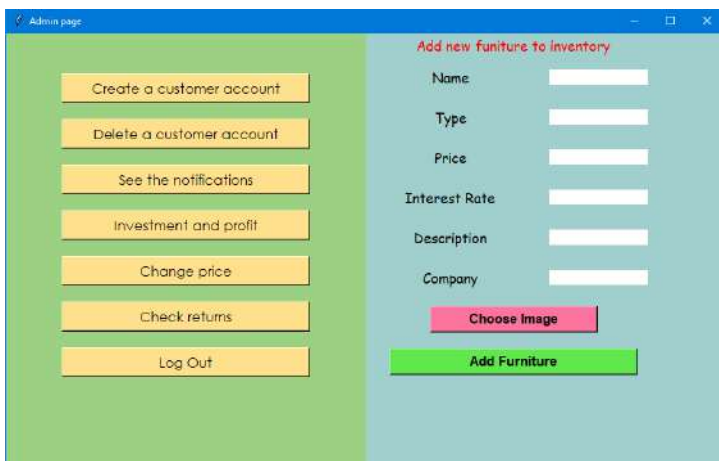 Admin page
Create a customer account
Delete a customer account
See the notifications
Investment and profit
Change price
Check returns
Log Out
Add new funiture to inventory
Name
Type
Price
Interest Rate
Description
Company
Choose Image
Add Furniture